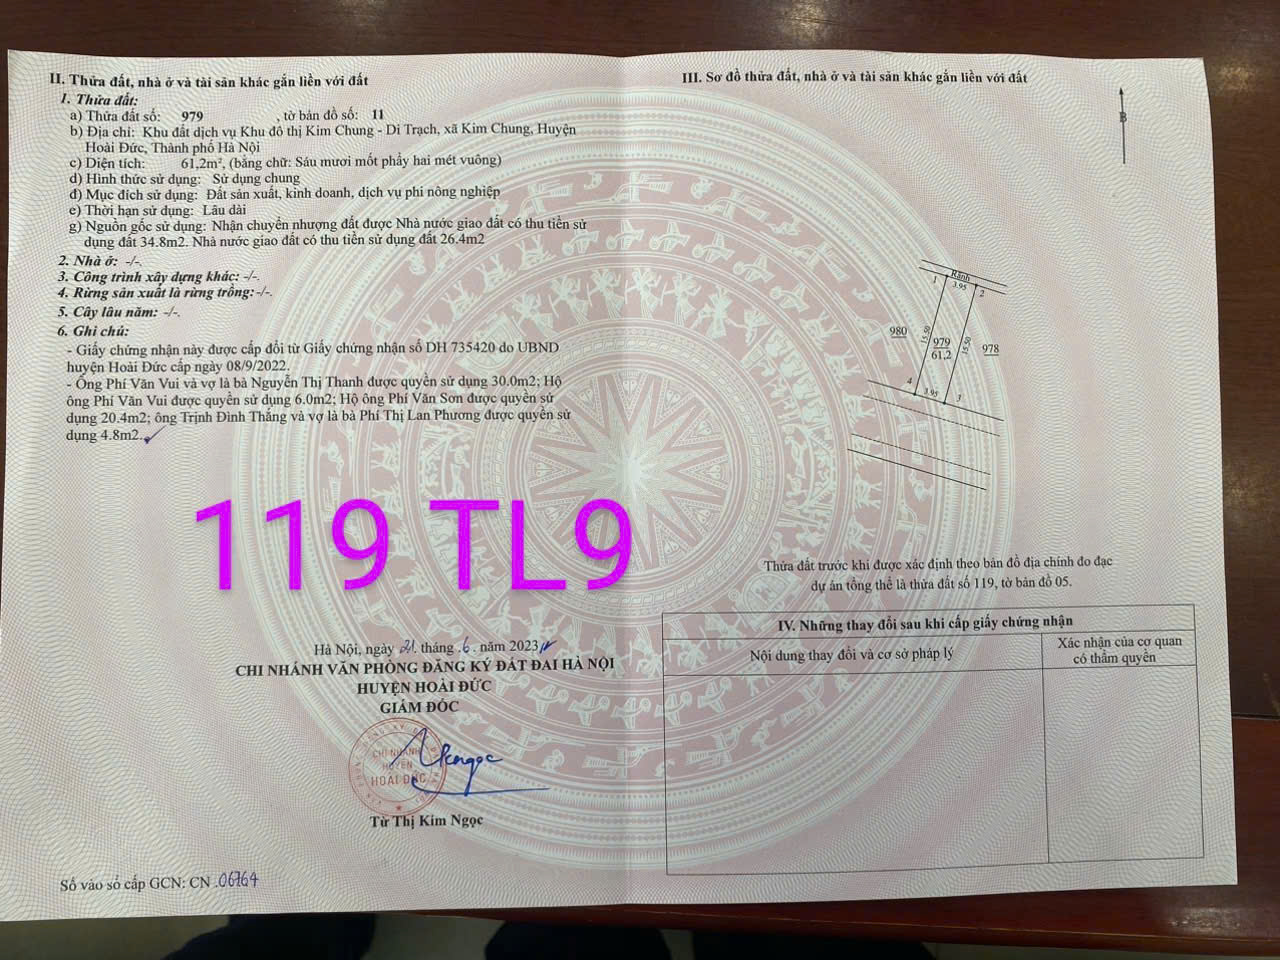 II. Thửa đất, nhà ở và tài sản khác gắn liền với đất
1. Thửa đất:
a) Thửa đất số: 979 , tờ bản đồ số: 11
b) Địa chỉ: Khu đất dịch vụ Khu đô thị Kim Chung - Di Trạch, xã Kim Chung, Huyện
Hoài Đức, Thành phố Hà Nội
c) Diện tích: 61,2m², (bằng chữ: Sáu mươi mốt phẩy hai mét vuông)
d) Hình thức sử dụng: Sử dụng chung
đ) Mục đích sử dụng: Đất sản xuất, kinh doanh, dịch vụ phi nông nghiệp
e) Thời hạn sử dụng: Lâu dài
g) Nguồn gốc sử dụng: Nhận chuyển nhượng đất được Nhà nước giao đất có thu tiền sử
dụng đất 34.8m2. Nhà nước giao đất có thu tiền sử dụng đất 26.4m2
2. Nhà ở: -/-.
3. Công trình xây dựng khác: -/-.
4. Rừng sản xuất là rừng trồng: -/-.
5. Cây lâu năm: -/-.
6. Ghi chú:
- Giấy chứng nhận này được cấp đổi từ Giấy chứng nhận số DH 735420 do UBND
huyện Hoài Đức cấp ngày 08/9/2022.
- Ông Phí Văn Vui và vợ là bà Nguyễn Thị Thanh được quyền sử dụng 30.0m2; Hộ
ông Phí Văn Vui được quyền sử dụng 6.0m2; Hộ ông Phí Văn Sơn được quyền sử
dụng 20.4m2; ông Trịnh Đình Thắng và vợ là bà Phí Thị Lan Phương được quyền sử
dụng 4.8m2.
119 TL9
Hà Nội, ngày 21 tháng .6. năm 2023
CHI NHÁNH VĂN PHÒNG ĐĂNG KÝ ĐẤT ĐAI HÀ NỘI
HUYỆN HOÀI ĐỨC
GIÁM ĐỐC
CHI NHÁNH
HUYỆN
HOÀI ĐỨC
Từ Thị Kim Ngọc
Số vào sổ cấp GCN: CN .06764
III. Sơ đồ thửa đất, nhà ở và tài sản khác gắn liền với đất
B
Rãnh
1 3.95 2
980 15.50 979 15.50 978
61,2
4 3.95 3
Thửa đất trước khi được xác định theo bản đồ địa chính đo đạc
dự án tổng thể là thửa đất số 119, tờ bản đồ 05.
IV. Những thay đổi sau khi cấp giấy chứng nhận
Nội dung thay đổi và cơ sở pháp lý
Xác nhận của cơ quan
có thẩm quyền